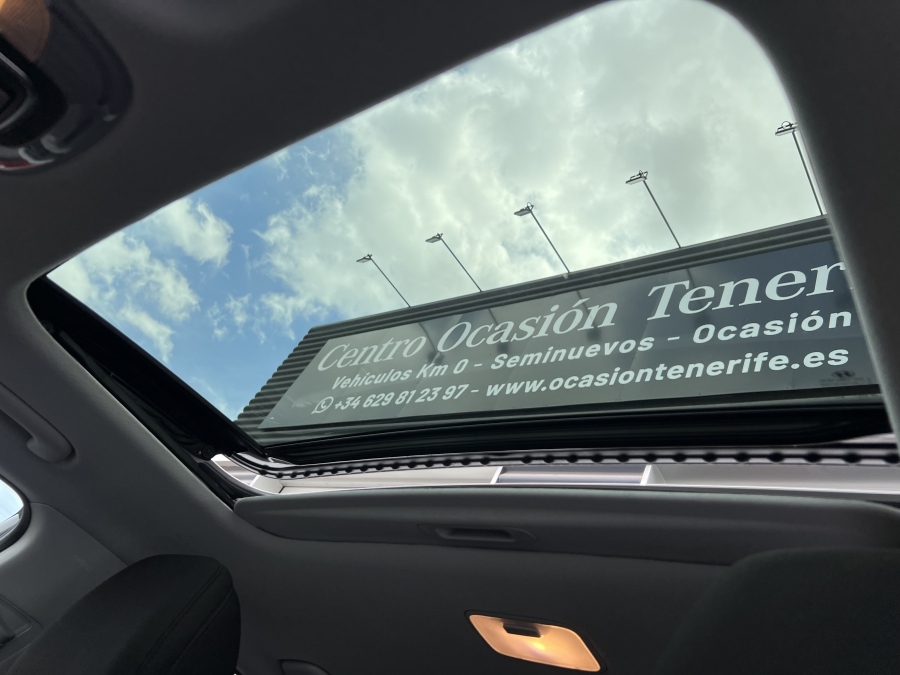 Centro Ocasión Tener
Vehículos Km 0 - Seminuevos - Ocasión
+34 629 81 23 97 - www.ocasiontenerife.es